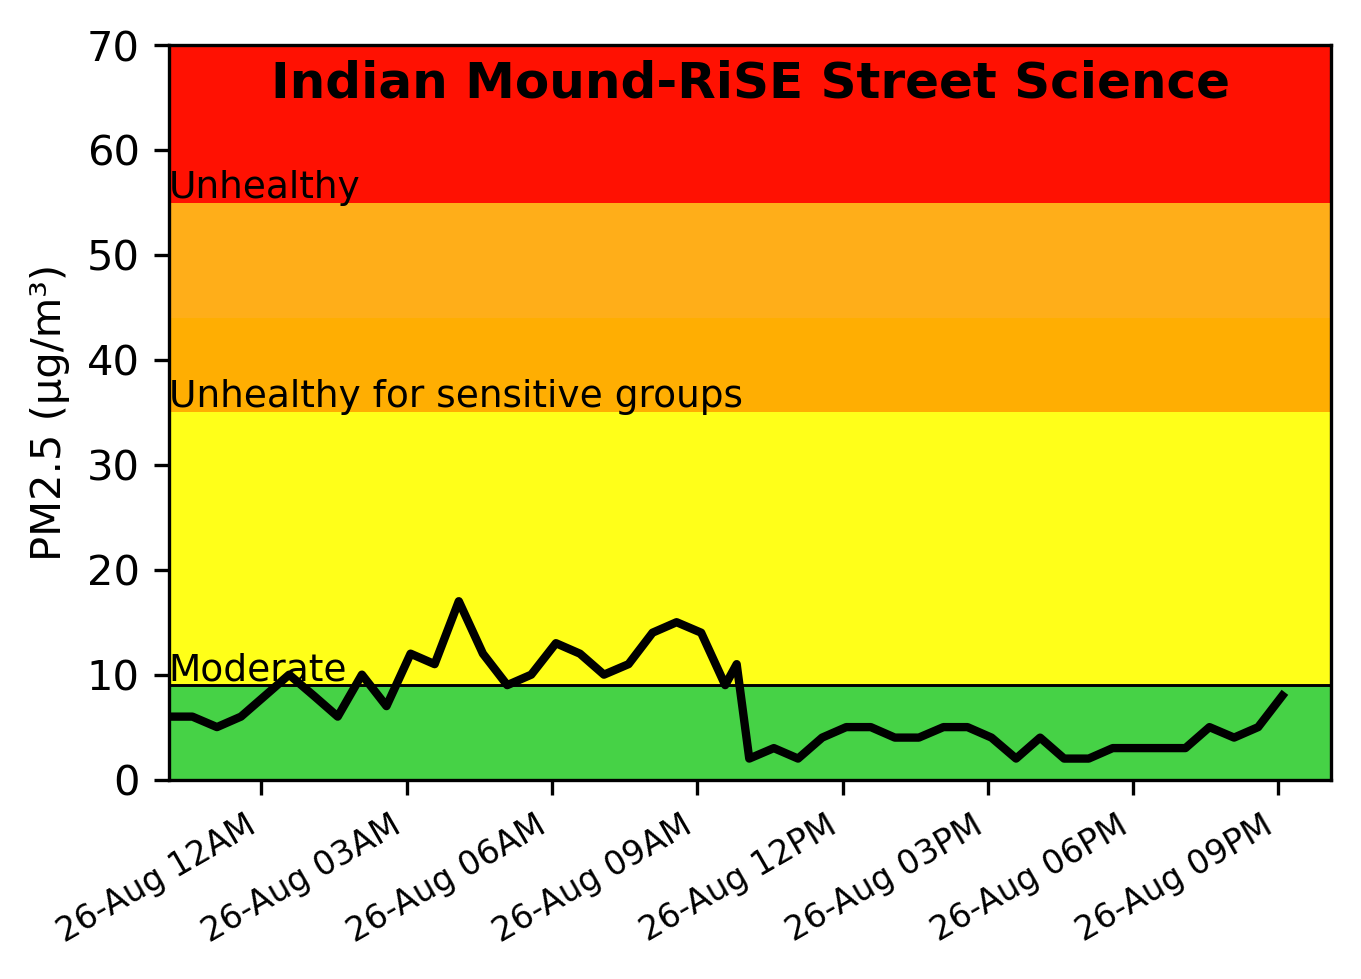 Indian Mound-RiSE Street Science
PM2.5 (µg/m³)
70
60
50
40
30
20
10
0
Unhealthy
Unhealthy for sensitive groups
Moderate
26-Aug 12AM
26-Aug 03AM
26-Aug 06AM
26-Aug 09AM
26-Aug 12PM
26-Aug 03PM
26-Aug 06PM
26-Aug 09PM